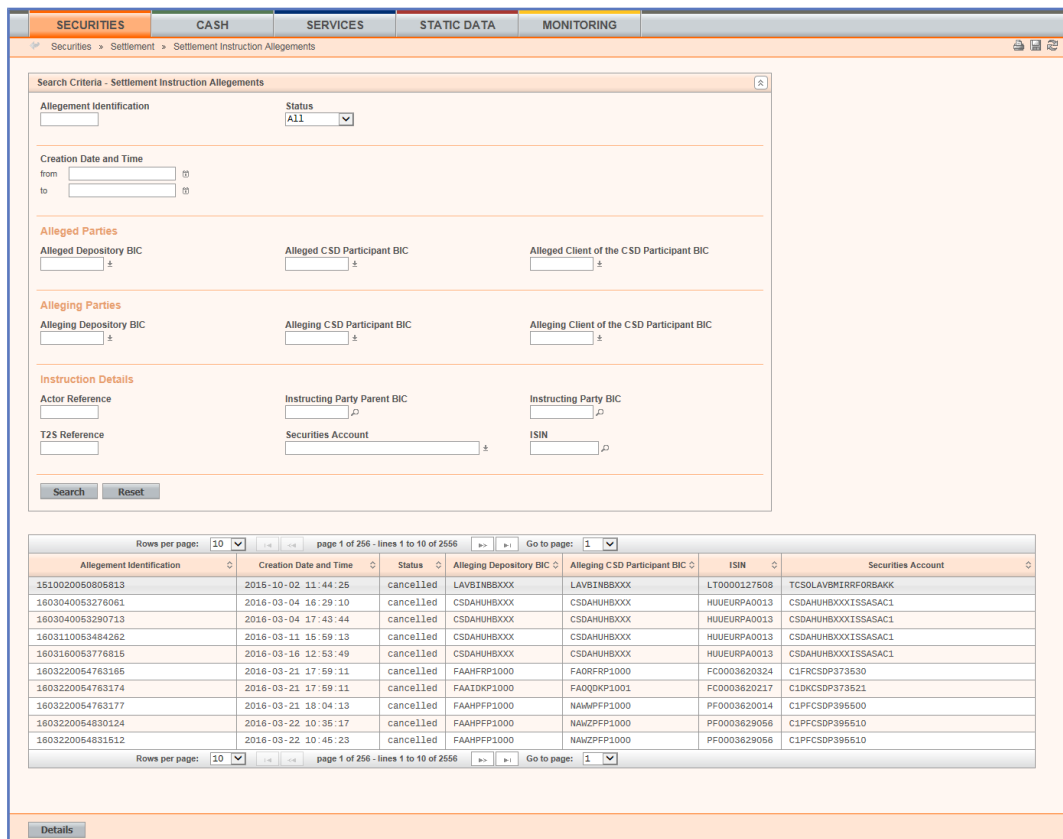 SECURITIES CASH SERVICES STATIC DATA MONITORING
Securities » Settlement » Settlement Instruction Allegements
Search Criteria - Settlement Instruction Allegements
Allegement Identification Status
All
Creation Date and Time
from
to
Alleged Parties
Alleged Depository BIC Alleged CSD Participant BIC Alleged Client of the CSD Participant BIC
Alleging Parties
Alleging Depository BIC Alleging CSD Participant BIC Alleging Client of the CSD Participant BIC
Instruction Details
Actor Reference Instructing Party Parent BIC Instructing Party BIC
T2S Reference Securities Account ISIN
Search Reset
Rows per page: 10 page 1 of 256 - lines 1 to 10 of 2556 Go to page: 1
Allegement Identification Creation Date and Time Status Alleging Depository BIC Alleging CSD Participant BIC ISIN Securities Account
1510020050805813 2015-10-02 11:44:25 cancelled LAVBINBBXXX LAVBINBBXXX LT0000127508 TCSOLAVBMIRRFORBAKK
1603040053276061 2016-03-04 16:29:10 cancelled CSDAHUHBXXX CSDAHUHBXXX HUUEURPA0013 CSDAHUHBXXXISSASAC1
1603040053290713 2016-03-04 17:43:44 cancelled CSDAHUHBXXX CSDAHUHBXXX HUUEURPA0013 CSDAHUHBXXXISSASAC1
1603110053484262 2016-03-11 15:59:13 cancelled CSDAHUHBXXX CSDAHUHBXXX HUUEURPA0013 CSDAHUHBXXXISSASAC1
1603160053776815 2016-03-16 12:53:49 cancelled CSDAHUHBXXX CSDAHUHBXXX HUUEURPA0013 CSDAHUHBXXXISSASAC1
1603220054763165 2016-03-21 17:59:11 cancelled FAAHFRP1000 FAORFRP1000 FC0003620324 C1FRCSDP373530
1603220054763174 2016-03-21 17:59:11 cancelled FAAIDKP1000 FAOQDKP1001 FC0003620217 C1DKCSDP373521
1603220054763177 2016-03-21 18:04:13 cancelled FAAHPFP1000 NAWWPFP1000 PF0003620014 C1PFCSDP395500
1603220054830124 2016-03-22 10:35:17 cancelled FAAHPFP1000 NAWZPFP1000 PF0003629056 C1PFCSDP395510
1603220054831512 2016-03-22 10:45:23 cancelled FAAHPFP1000 NAWZPFP1000 PF0003629056 C1PFCSDP395510
Rows per page: 10 page 1 of 256 - lines 1 to 10 of 2556 Go to page: 1
Details